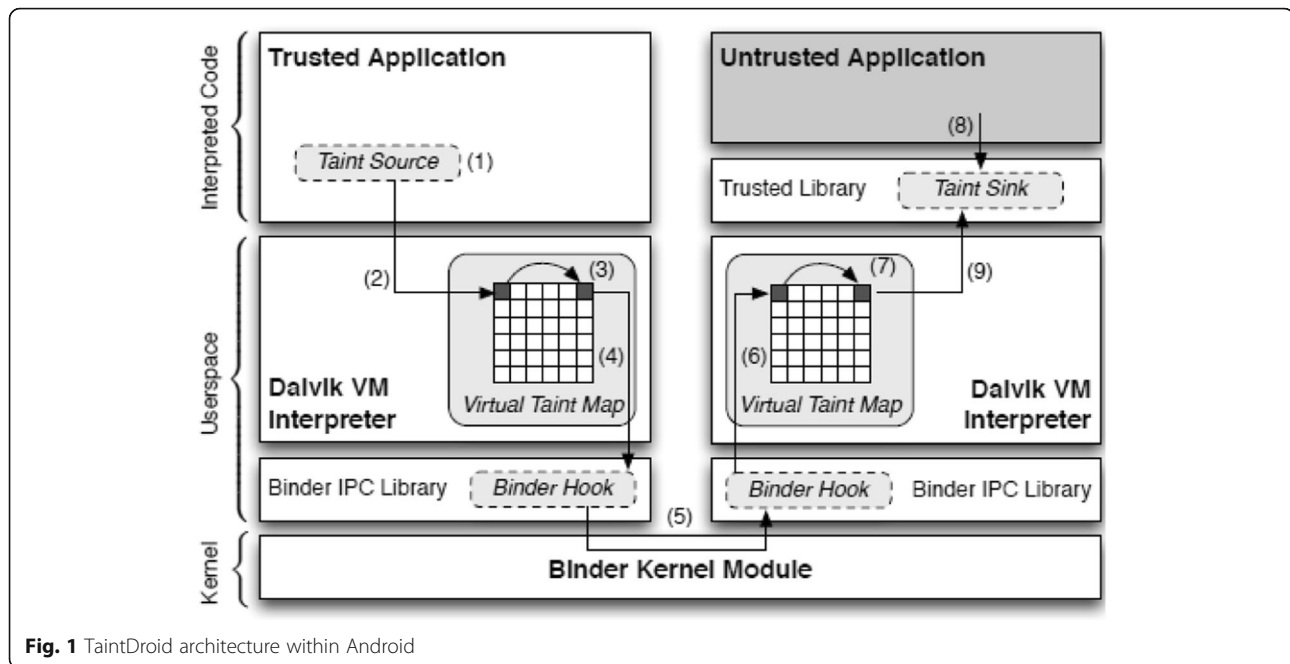 Interpreted Code
Trusted Application
Taint Source (1)
Untrusted Application
(8)
Trusted Library
Taint Sink
Userspace
(2)
(3)
(4)
Virtual Taint Map
Dalvik VM
Interpreter
(7)
(9)
(6)
Virtual Taint Map
Dalvik VM
Interpreter
Binder IPC Library
Binder Hook
(5)
Binder Hook
Binder IPC Library
Kernel
Binder Kernel Module
Fig. 1 TaintDroid architecture within Android